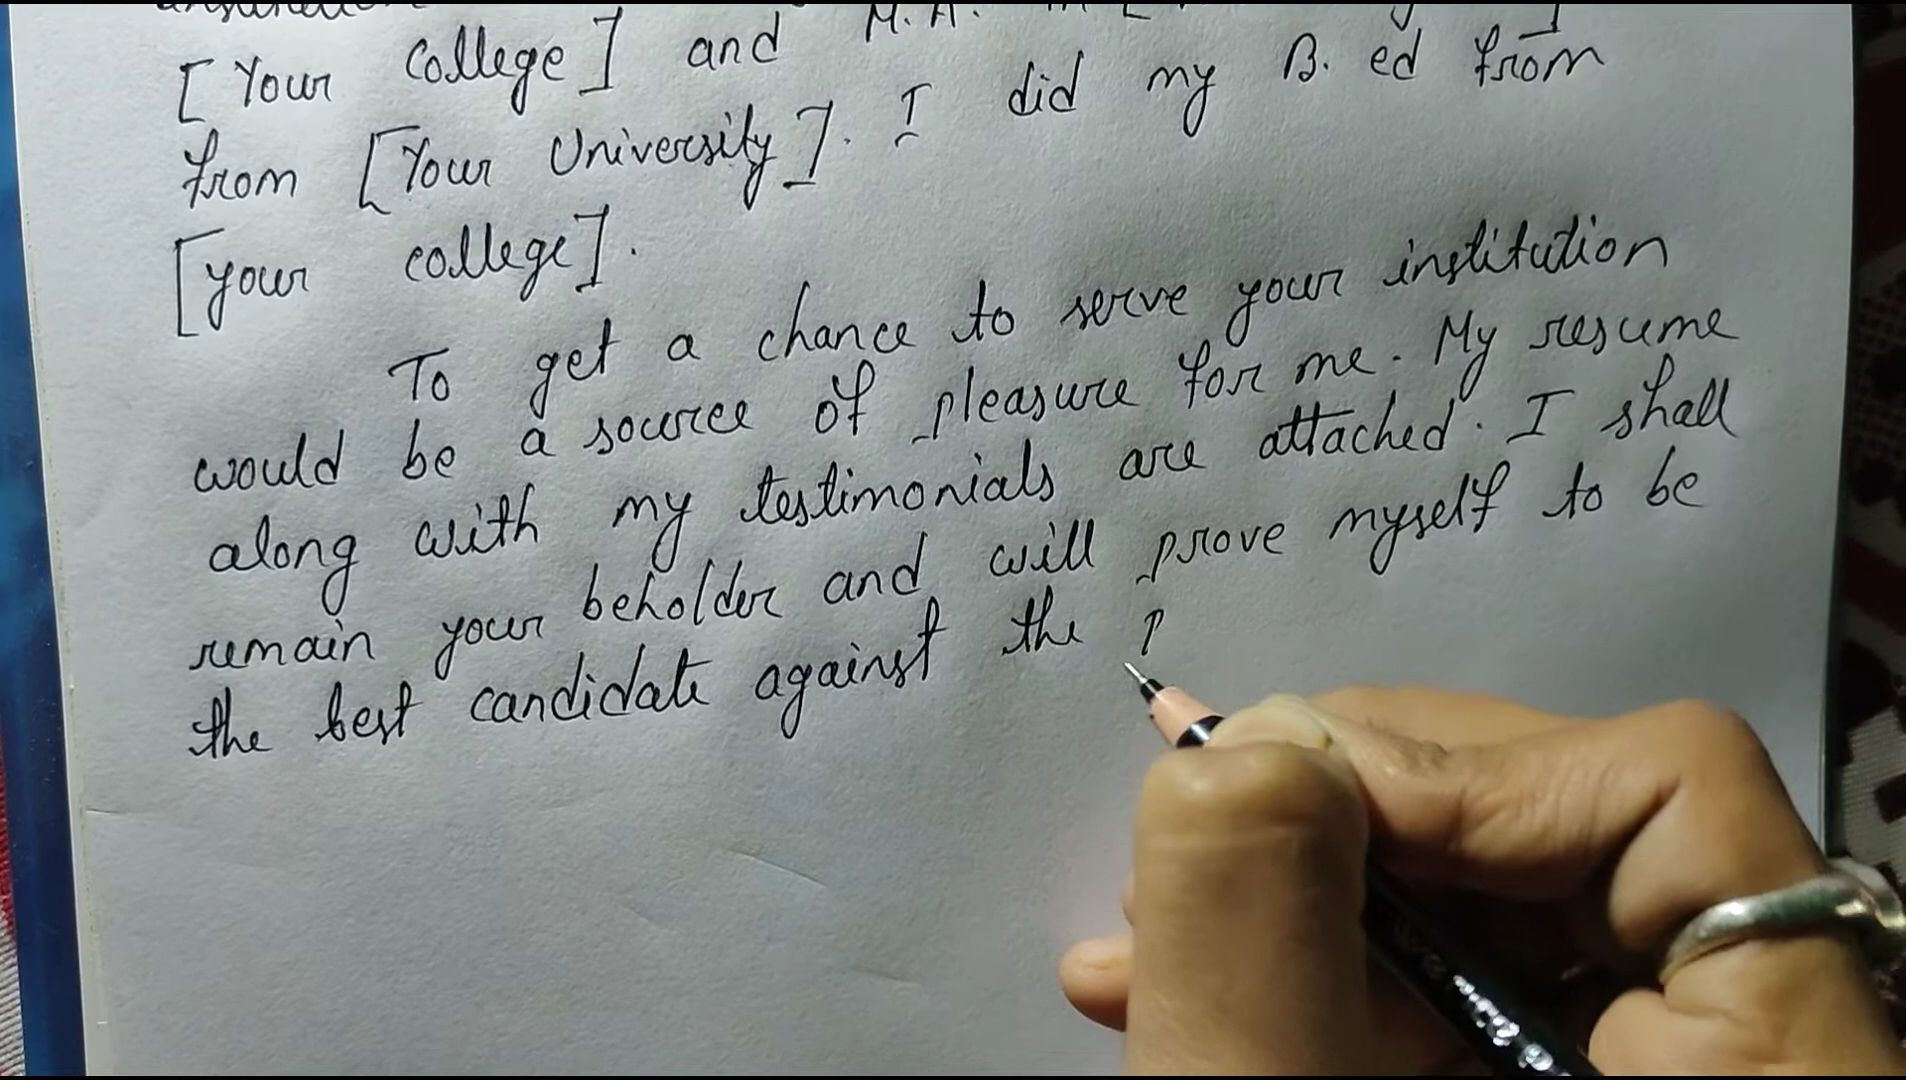 [Your College] and M.A. in
from [Your University]. I did my B. ed from
[your college].
To get a chance to serve your institution
would be a source of pleasure for me. My resume
along with my testimonials are attached. I shall
remain your beholder and will prove myself to be
the best candidate against the p